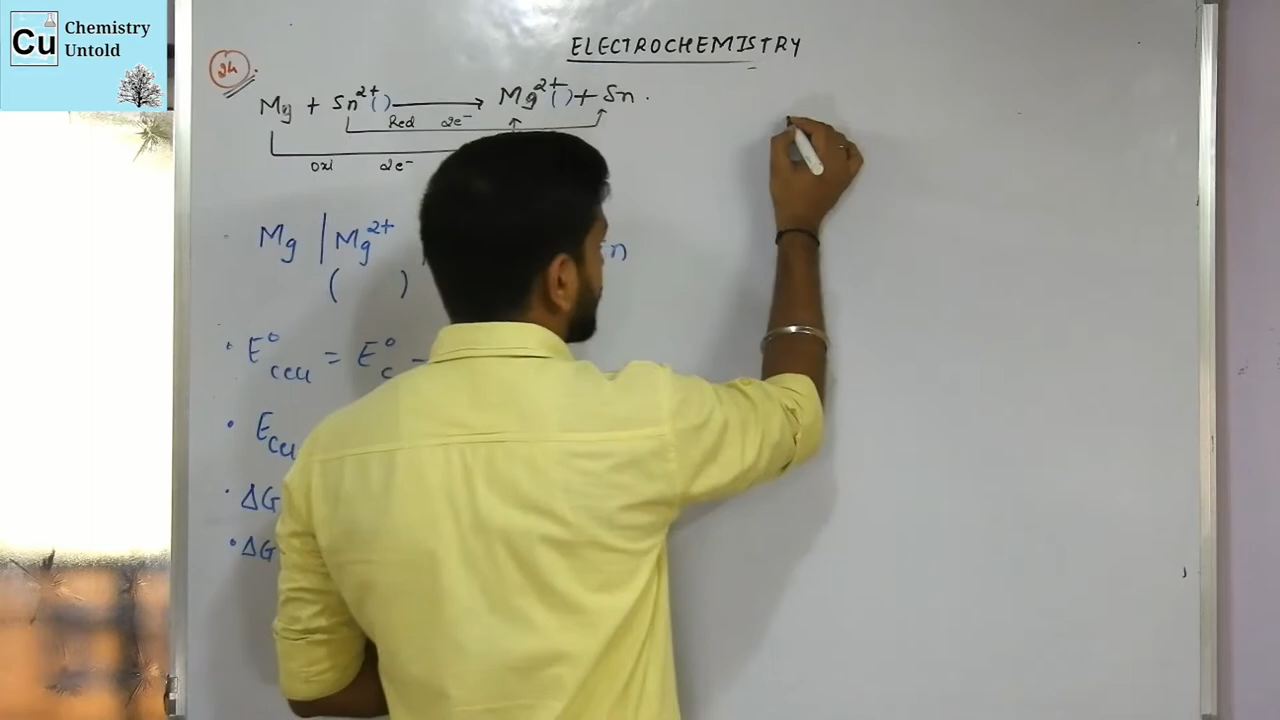 Cu
Chemistry
Untold
ELECTROCHEMISTRY
24
Mg + Sn²⁺( ) → Mg²⁺( ) + Sn.
Red 2e⁻
oxi 2e⁻
Mg | Mg²⁺
( )
• E°cell = E°c –
• Ecell
• ΔG
• ΔG